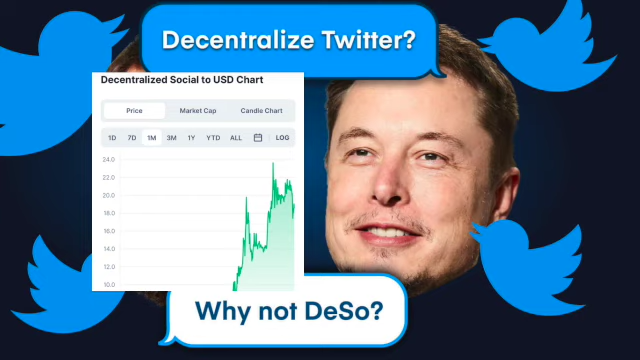 Decentralize Twitter?
Decentralized Social to USD Chart
Price Market Cap Candle Chart
1D 7D 1M 3M 1Y YTD ALL LOG
24.0
22.0
20.0
18.0
16.0
14.0
12.0
10.0
Why not DeSo?